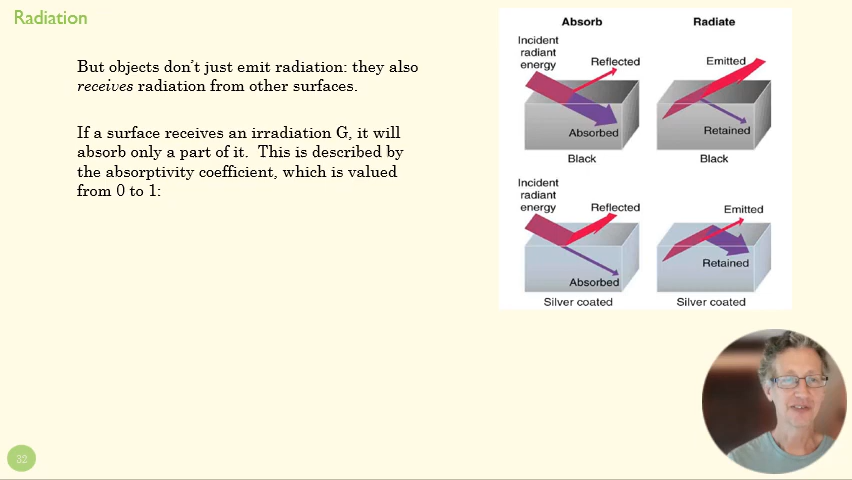 Radiation
But objects don't just emit radiation: they also
receives radiation from other surfaces.
If a surface receives an irradiation G, it will
absorb only a part of it. This is described by
the absorptivity coefficient, which is valued
from 0 to 1:
Absorb
Radiate
Incident
radiant
energy
Reflected
Absorbed
Black
Emitted
Retained
Black
Incident
radiant
energy
Reflected
Absorbed
Silver coated
Emitted
Retained
Silver coated
32